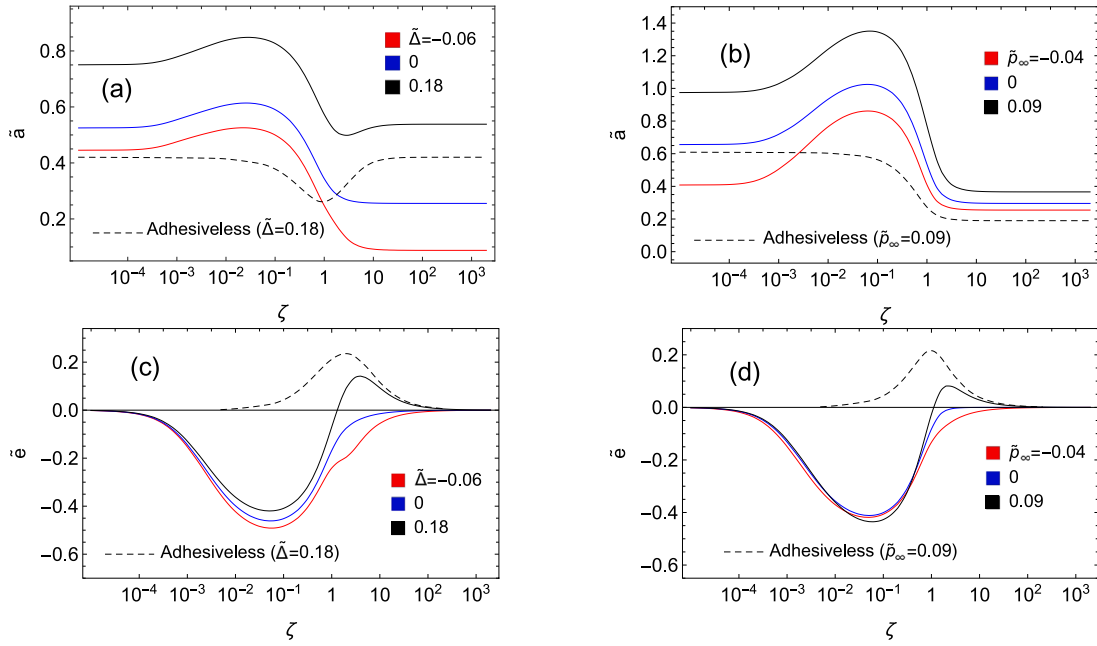 (a)
Δ̃=−0.06
0
0.18
0.8
0.6
0.4
0.2
ã
Adhesiveless (Δ̃=0.18)
10⁻⁴ 10⁻³ 10⁻² 10⁻¹ 1 10 10² 10³
ζ
(b)
p̃∞=−0.04
0
0.09
1.4
1.2
1.0
0.8
0.6
0.4
0.2
0.0
ã
Adhesiveless (p̃∞=0.09)
10⁻⁴ 10⁻³ 10⁻² 10⁻¹ 1 10 10² 10³
ζ
(c)
0.2
0.0
−0.2
−0.4
−0.6
ẽ
Δ̃=−0.06
0
0.18
Adhesiveless (Δ̃=0.18)
10⁻⁴ 10⁻³ 10⁻² 10⁻¹ 1 10 10² 10³
ζ
(d)
0.2
0.0
−0.2
−0.4
−0.6
ẽ
p̃∞=−0.04
0
0.09
Adhesiveless (p̃∞=0.09)
10⁻⁴ 10⁻³ 10⁻² 10⁻¹ 1 10 10² 10³
ζ